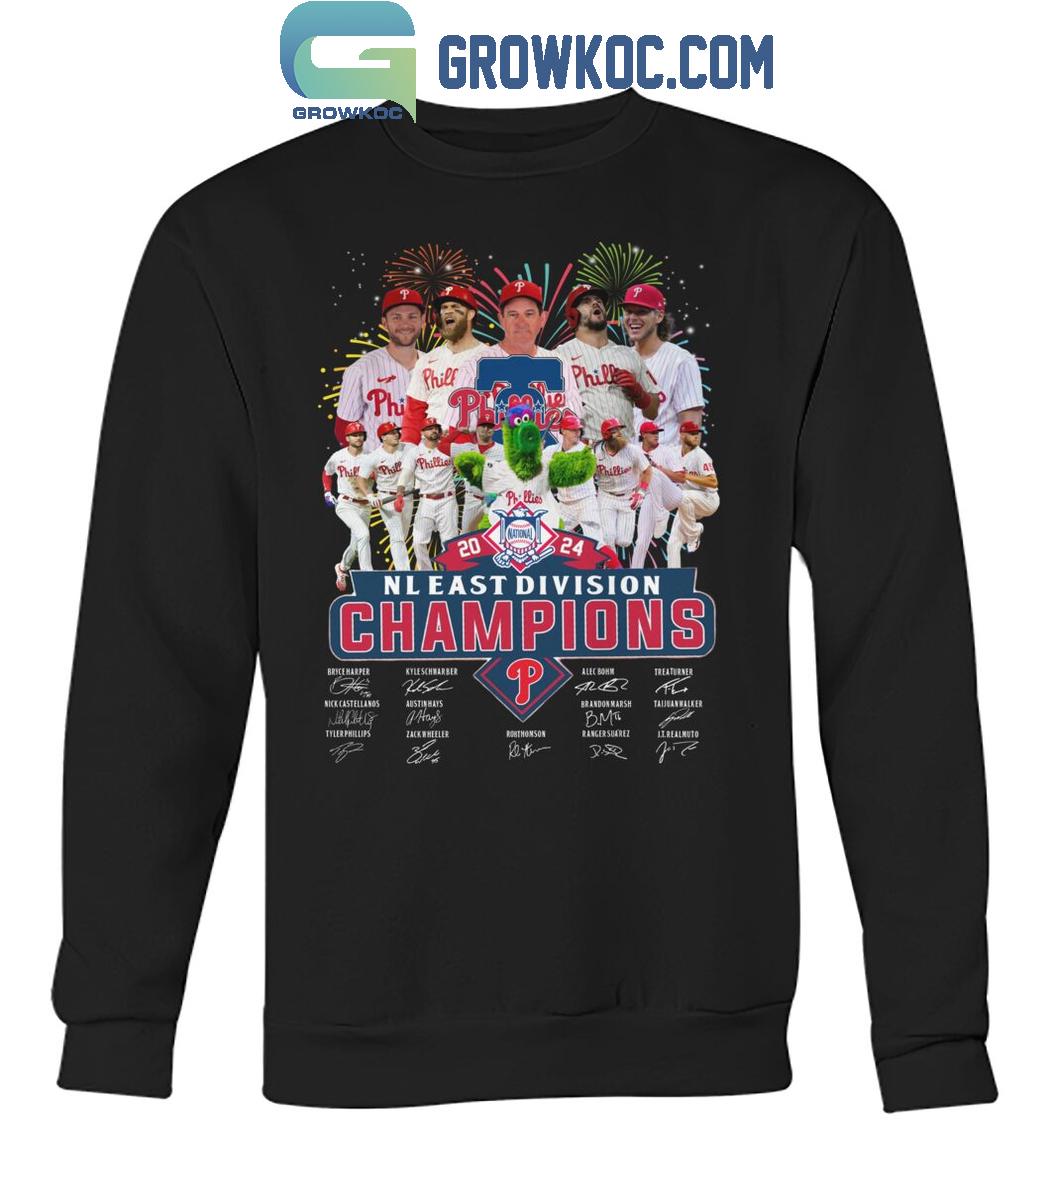 GROWKOC
GROWKOC.COM
P
P
P
Phillies
Phillies
NATIONAL
20 24
NL EAST DIVISION
CHAMPIONS
P
BRYCE HARPER KYLE SCHWARBER ALEC BOHM TREA TURNER
NICK CASTELLANOS AUSTIN HAYS BRANDON MARSH TAIJUAN WALKER
TYLER PHILLIPS ZACK WHEELER ROB THOMSON RANGER SUÁREZ J.T. REALMUTO